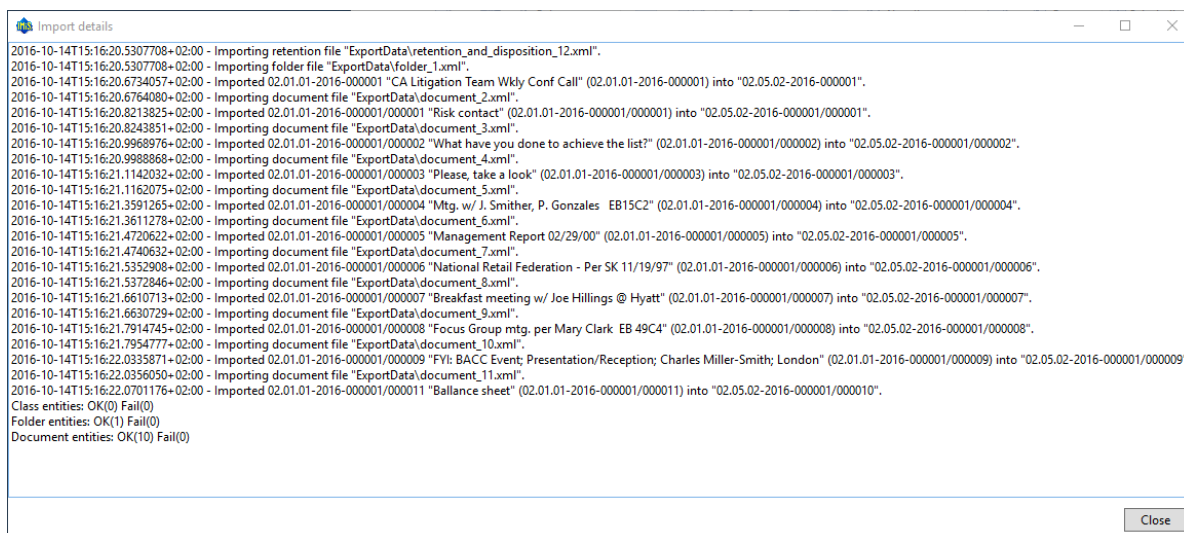 Import details
2016-10-14T15:16:20.5307708+02:00 - Importing retention file "ExportData\retention_and_disposition_12.xml".
2016-10-14T15:16:20.5307708+02:00 - Importing folder file "ExportData\folder_1.xml".
2016-10-14T15:16:20.6734057+02:00 - Imported 02.01.01-2016-000001 "CA Litigation Team Wkly Conf Call" (02.01.01-2016-000001) into "02.05.02-2016-000001".
2016-10-14T15:16:20.6764080+02:00 - Importing document file "ExportData\document_2.xml".
2016-10-14T15:16:20.8213825+02:00 - Imported 02.01.01-2016-000001/000001 "Risk contact" (02.01.01-2016-000001/000001) into "02.05.02-2016-000001/000001".
2016-10-14T15:16:20.8243851+02:00 - Importing document file "ExportData\document_3.xml".
2016-10-14T15:16:20.9968976+02:00 - Imported 02.01.01-2016-000001/000002 "What have you done to achieve the list?" (02.01.01-2016-000001/000002) into "02.05.02-2016-000001/000002".
2016-10-14T15:16:20.9988868+02:00 - Importing document file "ExportData\document_4.xml".
2016-10-14T15:16:21.1142032+02:00 - Imported 02.01.01-2016-000001/000003 "Please, take a look" (02.01.01-2016-000001/000003) into "02.05.02-2016-000001/000003".
2016-10-14T15:16:21.1162075+02:00 - Importing document file "ExportData\document_5.xml".
2016-10-14T15:16:21.3591265+02:00 - Imported 02.01.01-2016-000001/000004 "Mtg. w/ J. Smither, P. Gonzales   EB15C2" (02.01.01-2016-000001/000004) into "02.05.02-2016-000001/000004".
2016-10-14T15:16:21.3611278+02:00 - Importing document file "ExportData\document_6.xml".
2016-10-14T15:16:21.4720622+02:00 - Imported 02.01.01-2016-000001/000005 "Management Report 02/29/00" (02.01.01-2016-000001/000005) into "02.05.02-2016-000001/000005".
2016-10-14T15:16:21.4740632+02:00 - Importing document file "ExportData\document_7.xml".
2016-10-14T15:16:21.5352908+02:00 - Imported 02.01.01-2016-000001/000006 "National Retail Federation - Per SK 11/19/97" (02.01.01-2016-000001/000006) into "02.05.02-2016-000001/000006".
2016-10-14T15:16:21.5372846+02:00 - Importing document file "ExportData\document_8.xml".
2016-10-14T15:16:21.6610713+02:00 - Imported 02.01.01-2016-000001/000007 "Breakfast meeting w/ Joe Hillings @ Hyatt" (02.01.01-2016-000001/000007) into "02.05.02-2016-000001/000007".
2016-10-14T15:16:21.6630729+02:00 - Importing document file "ExportData\document_9.xml".
2016-10-14T15:16:21.7914745+02:00 - Imported 02.01.01-2016-000001/000008 "Focus Group mtg. per Mary Clark  EB 49C4" (02.01.01-2016-000001/000008) into "02.05.02-2016-000001/000008".
2016-10-14T15:16:21.7954777+02:00 - Importing document file "ExportData\document_10.xml".
2016-10-14T15:16:22.0335871+02:00 - Imported 02.01.01-2016-000001/000009 "FYI: BACC Event; Presentation/Reception; Charles Miller-Smith; London" (02.01.01-2016-000001/000009) into "02.05.02-2016-000001/000009"
2016-10-14T15:16:22.0356050+02:00 - Importing document file "ExportData\document_11.xml".
2016-10-14T15:16:22.0701176+02:00 - Imported 02.01.01-2016-000001/000011 "Ballance sheet" (02.01.01-2016-000001/000011) into "02.05.02-2016-000001/000010".
Class entities: OK(0) Fail(0)
Folder entities: OK(1) Fail(0)
Document entities: OK(10) Fail(0)
Close